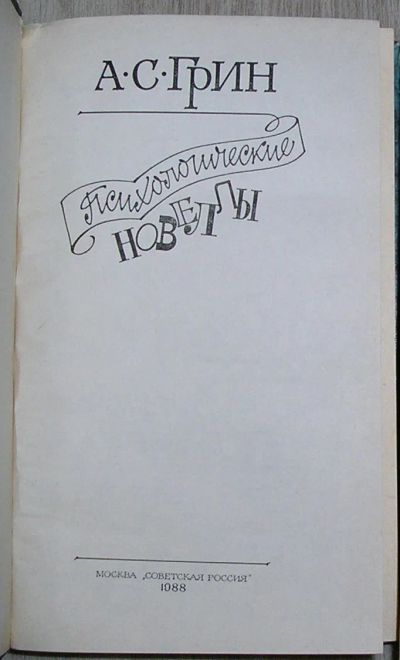 А·С·ГРИН
Психологические
НОВЕЛЛЫ
МОСКВА „СОВЕТСКАЯ РОССИЯ"
1988